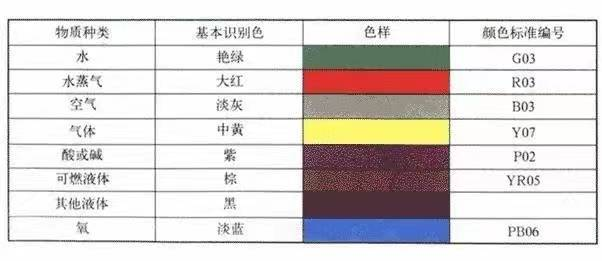 物质种类 基本识别色 色样 颜色标准编号
水 艳绿 G03
水蒸气 大红 R03
空气 淡灰 B03
气体 中黄 Y07
酸或碱 紫 P02
可燃液体 棕 YR05
其他液体 黑
氧 淡蓝 PB06